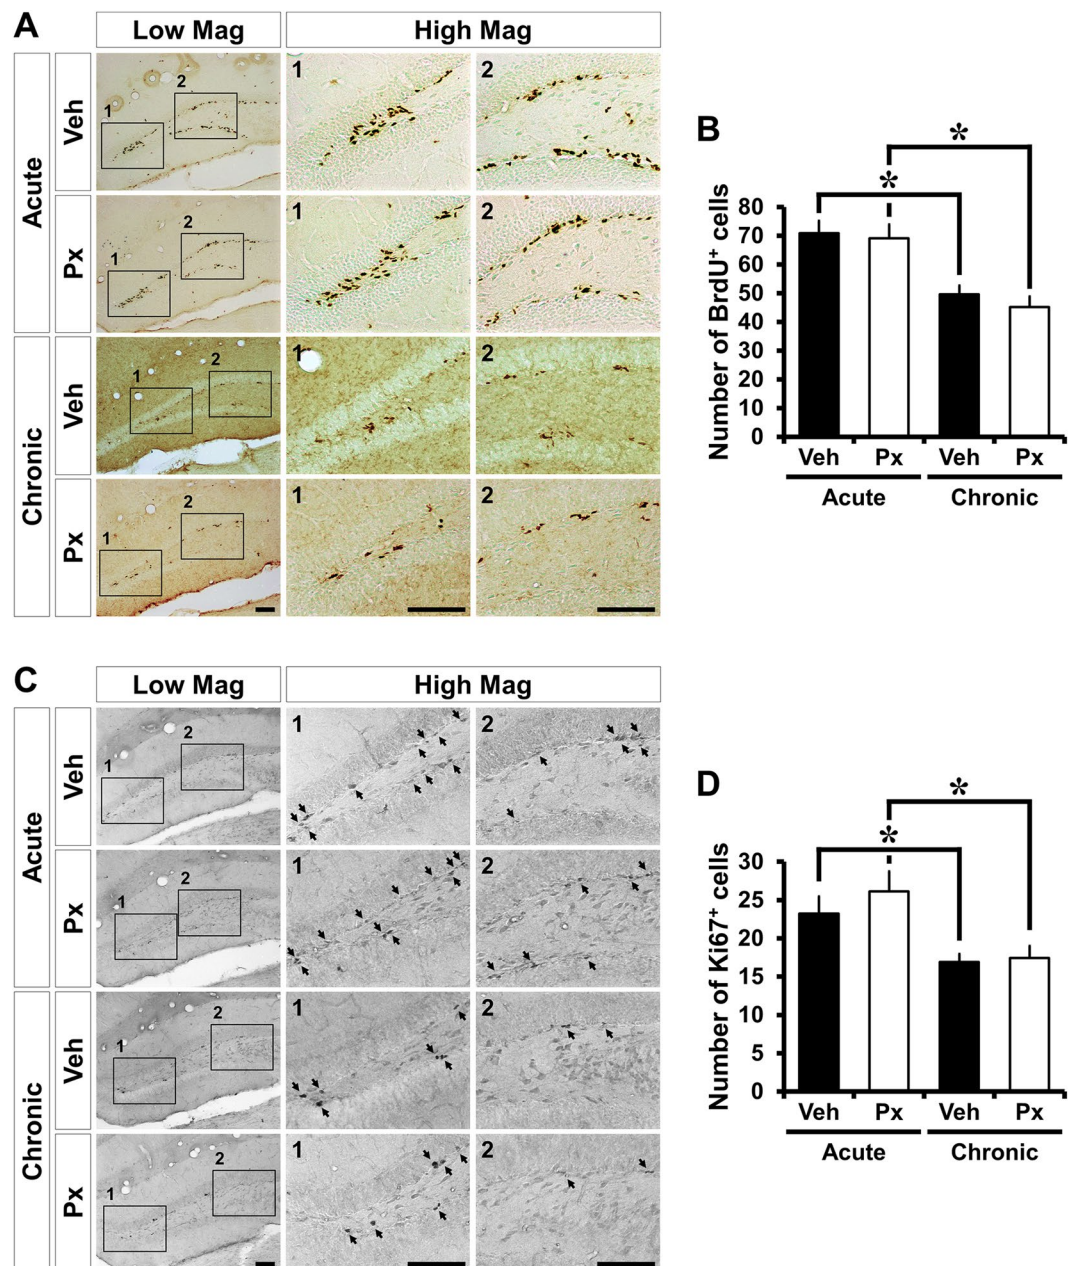 A
Low Mag
High Mag
Acute
Veh
1
2
1
2
Px
1
2
1
2
Chronic
Veh
1
2
1
2
Px
1
2
1
2
B
*
*
Number of BrdU⁺ cells
80
70
60
50
40
30
20
10
0
Veh Px Veh Px
Acute Chronic
C
Low Mag
High Mag
Acute
Veh
1
2
1
2
Px
1
2
1
2
Chronic
Veh
1
2
1
2
Px
1
2
1
2
D
*
*
Number of Ki67⁺ cells
30
25
20
15
10
5
0
Veh Px Veh Px
Acute Chronic